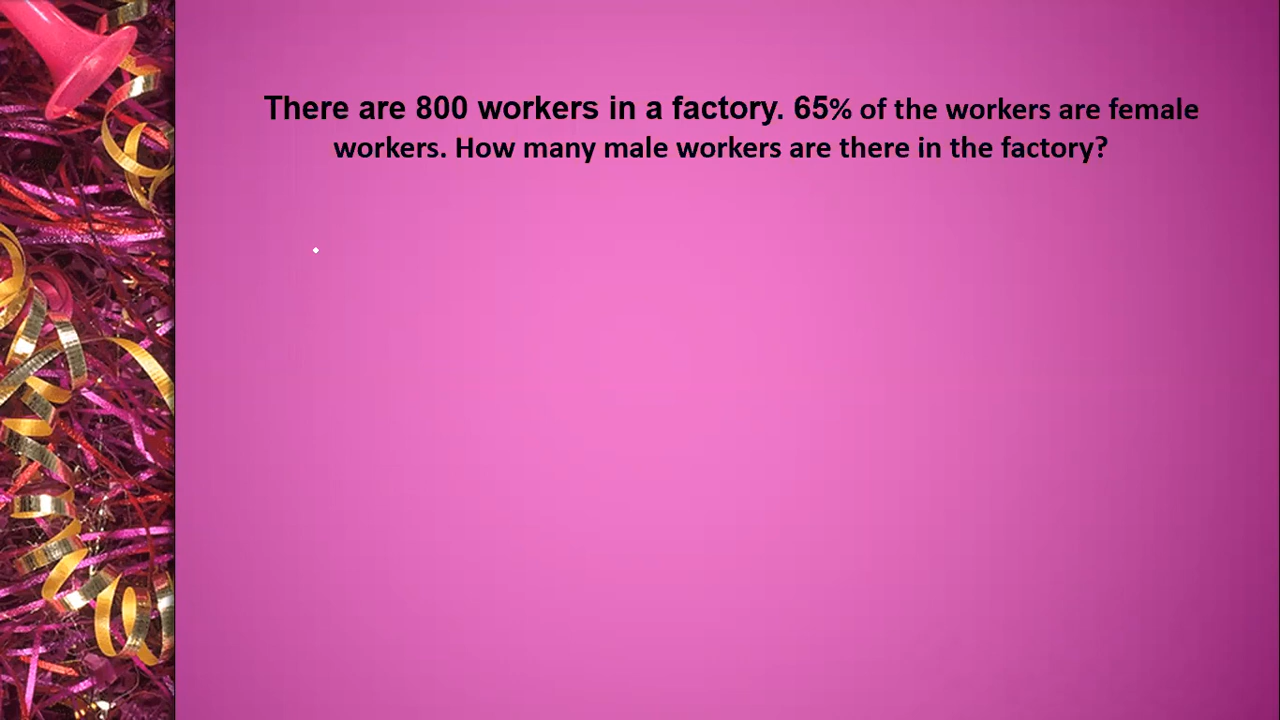 There are 800 workers in a factory. 65% of the workers are female
workers. How many male workers are there in the factory?